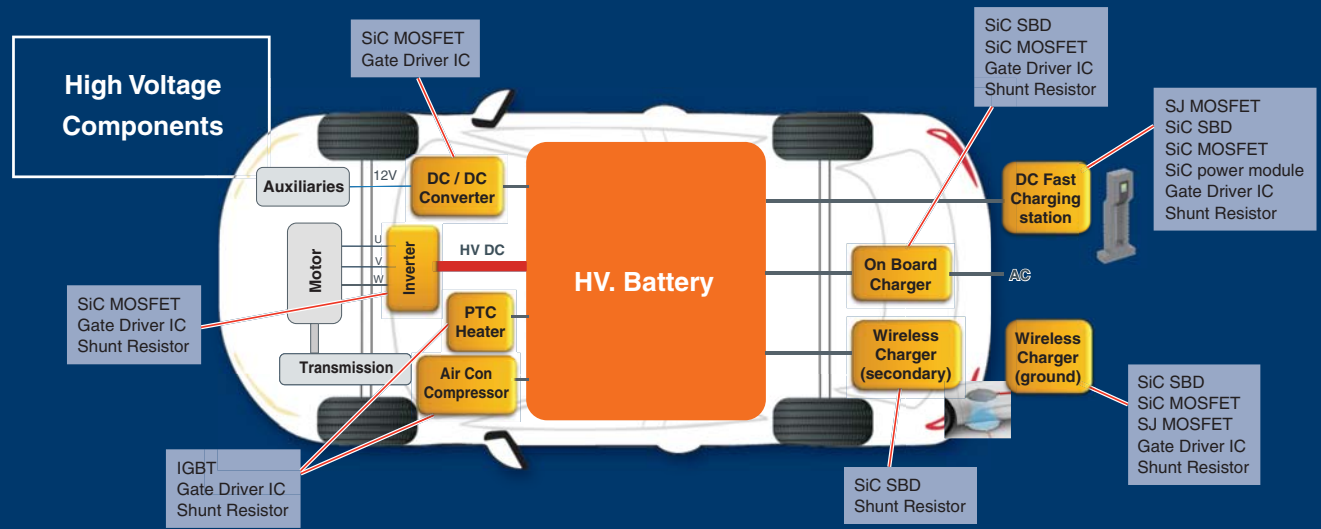 High Voltage
Components
SiC MOSFET
Gate Driver IC
SiC SBD
SiC MOSFET
Gate Driver IC
Shunt Resistor
SJ MOSFET
SiC SBD
SiC MOSFET
SiC power module
Gate Driver IC
Shunt Resistor
Auxiliaries
12V
DC / DC
Converter
DC Fast
Charging
station
Motor
U
V
W
Inverter
HV DC
HV. Battery
On Board
Charger
AC
SiC MOSFET
Gate Driver IC
Shunt Resistor
PTC
Heater
Transmission
Air Con
Compressor
Wireless
Charger
(secondary)
Wireless
Charger
(ground)
SiC SBD
SiC MOSFET
SJ MOSFET
Gate Driver IC
Shunt Resistor
IGBT
Gate Driver IC
Shunt Resistor
SiC SBD
Shunt Resistor